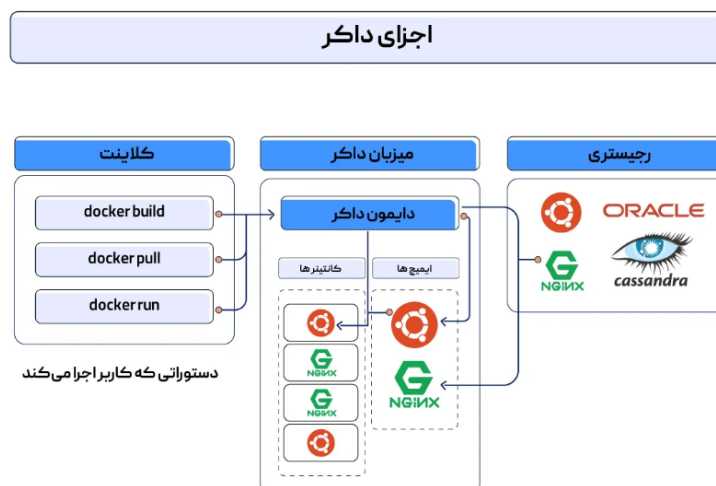 اجزای داکر
کلاینت
میزبان داکر
رجیستری
docker build
docker pull
docker run
دستوراتی که کاربر اجرا می‌کند
دایمون داکر
کانتینر ها
ایمیج ها
NGINX
NGINX
NGINX
ORACLE
NGINX
cassandra